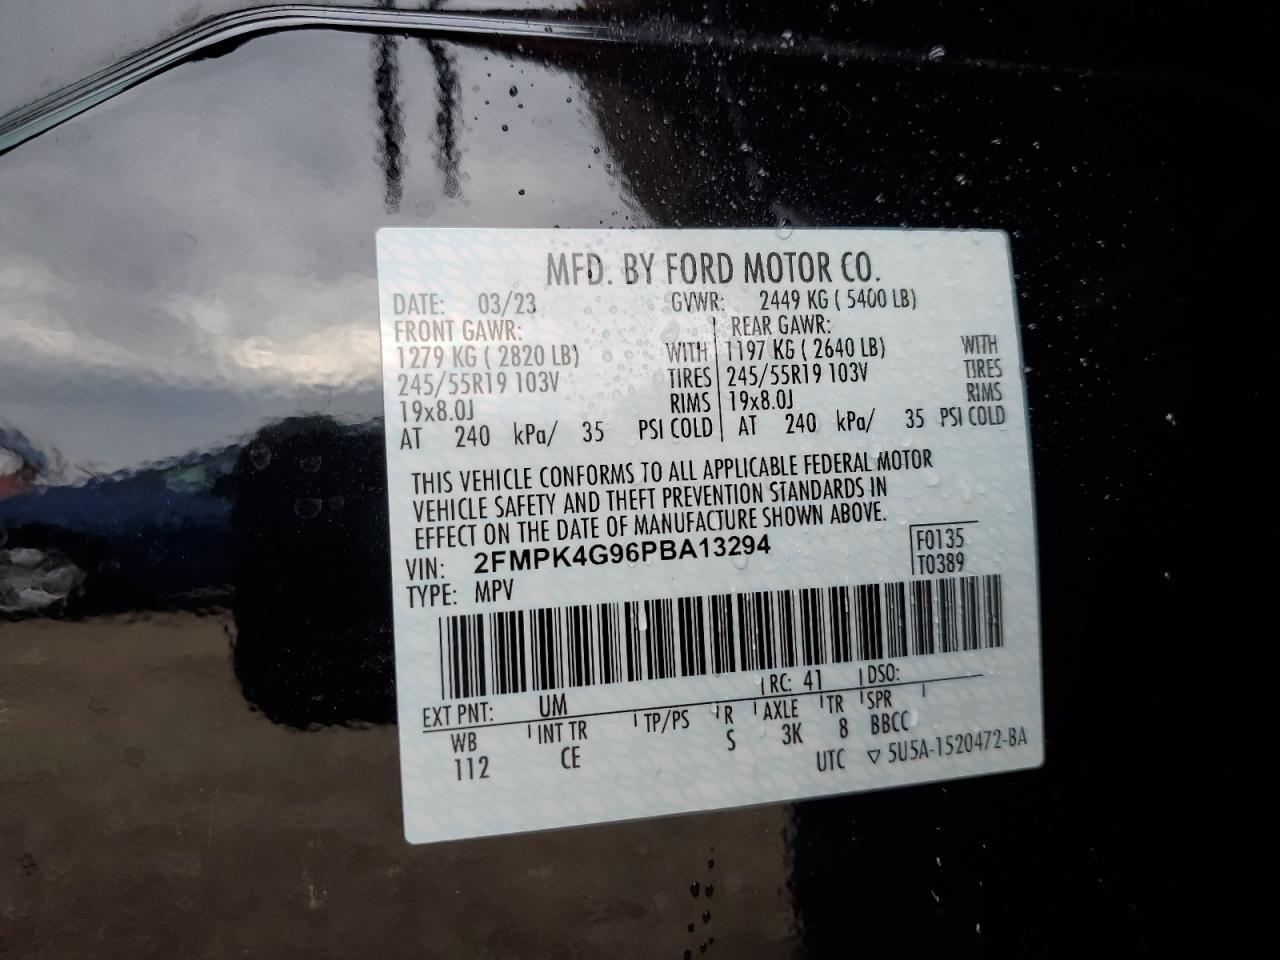 MFD. BY FORD MOTOR CO.
DATE: 03/23 GVWR: 2449 KG ( 5400 LB)
FRONT GAWR: REAR GAWR:
1279 KG ( 2820 LB) WITH 1197 KG ( 2640 LB) WITH
245/55R19 103V TIRES 245/55R19 103V TIRES
19x8.0J RIMS 19x8.0J RIMS
AT 240 kPa/ 35 PSI COLD AT 240 kPa/ 35 PSI COLD
THIS VEHICLE CONFORMS TO ALL APPLICABLE FEDERAL MOTOR
VEHICLE SAFETY AND THEFT PREVENTION STANDARDS IN
EFFECT ON THE DATE OF MANUFACTURE SHOWN ABOVE.
VIN: 2FMPK4G96PBA13294 F0135
TYPE: MPV T0389
EXT PNT: UM RC: 41 DSO:
WB INT TR TP/PS R AXLE TR SPR
112 CE S 3K 8 BBCC
UTC ▽ 5U5A-1520472-BA